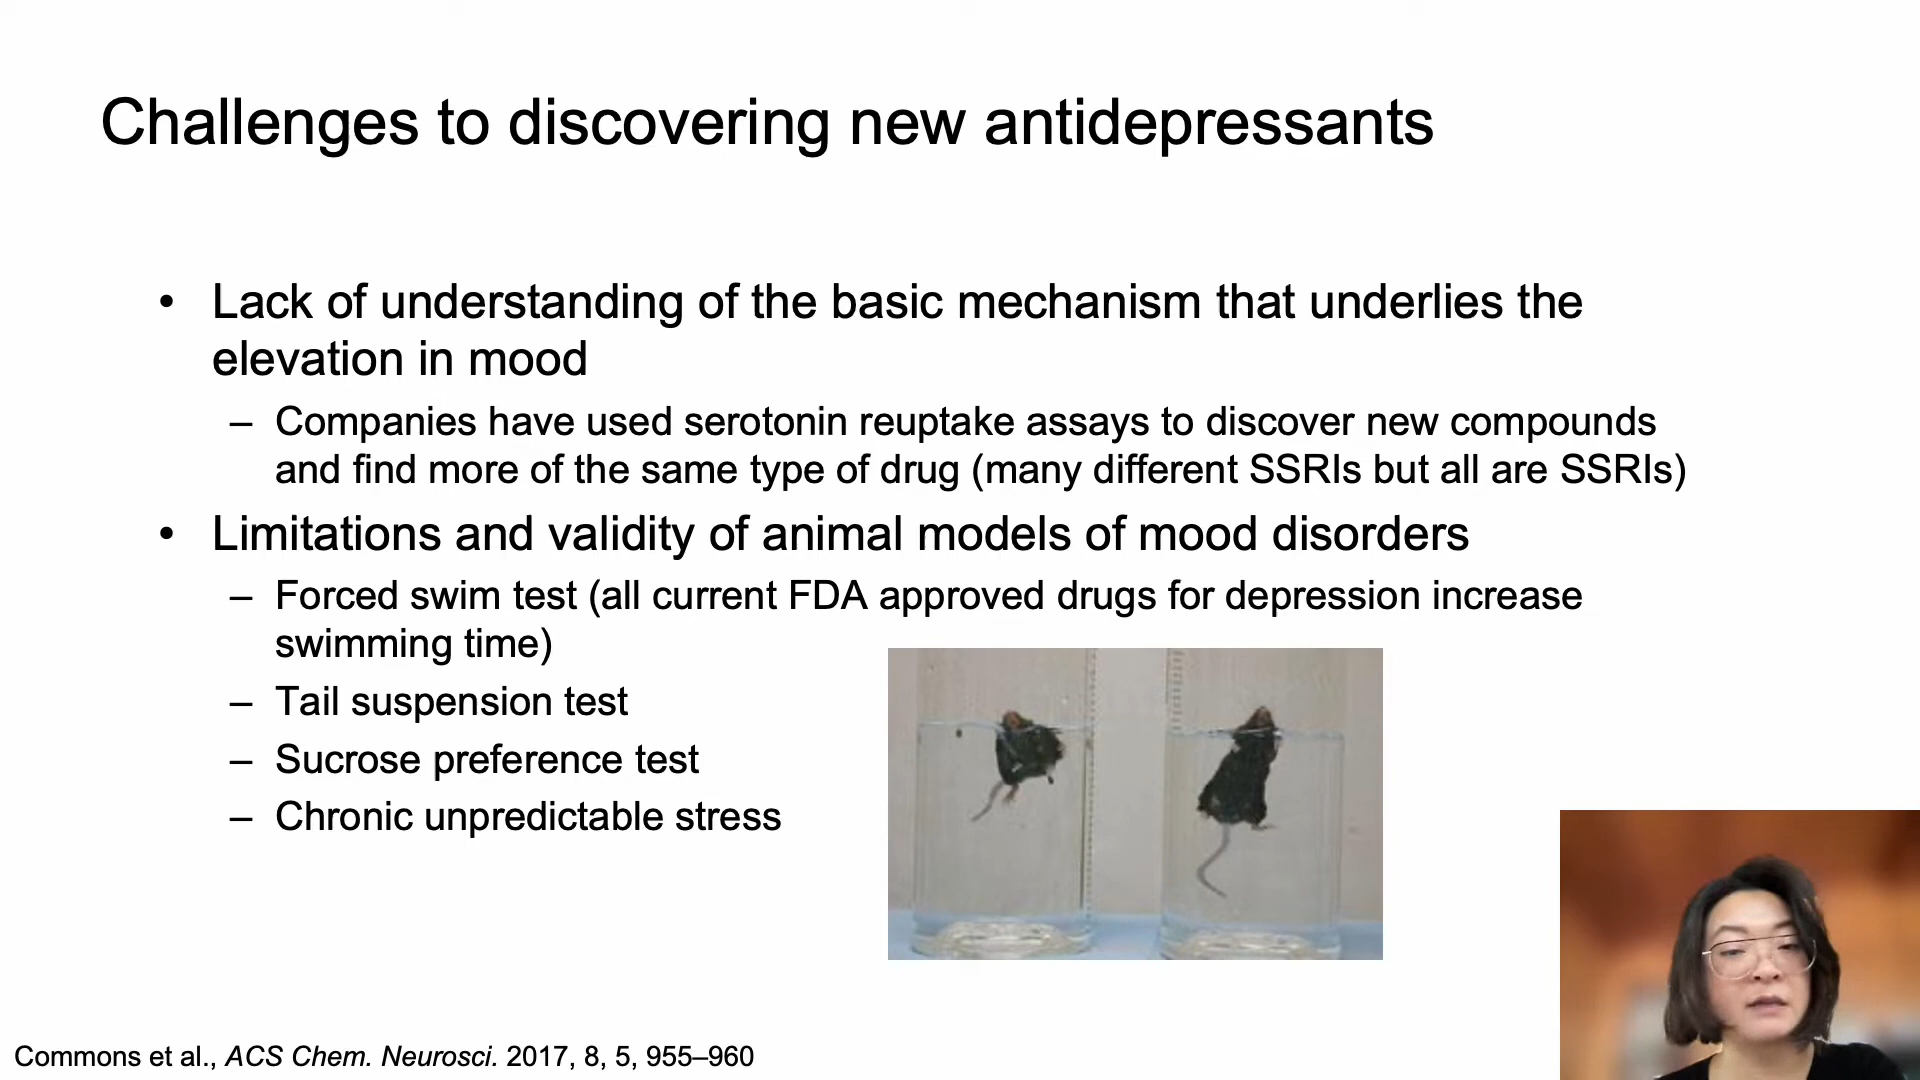 Challenges to discovering new antidepressants
• Lack of understanding of the basic mechanism that underlies the
elevation in mood
– Companies have used serotonin reuptake assays to discover new compounds
and find more of the same type of drug (many different SSRIs but all are SSRIs)
• Limitations and validity of animal models of mood disorders
– Forced swim test (all current FDA approved drugs for depression increase
swimming time)
– Tail suspension test
– Sucrose preference test
– Chronic unpredictable stress
Commons et al., ACS Chem. Neurosci. 2017, 8, 5, 955–960